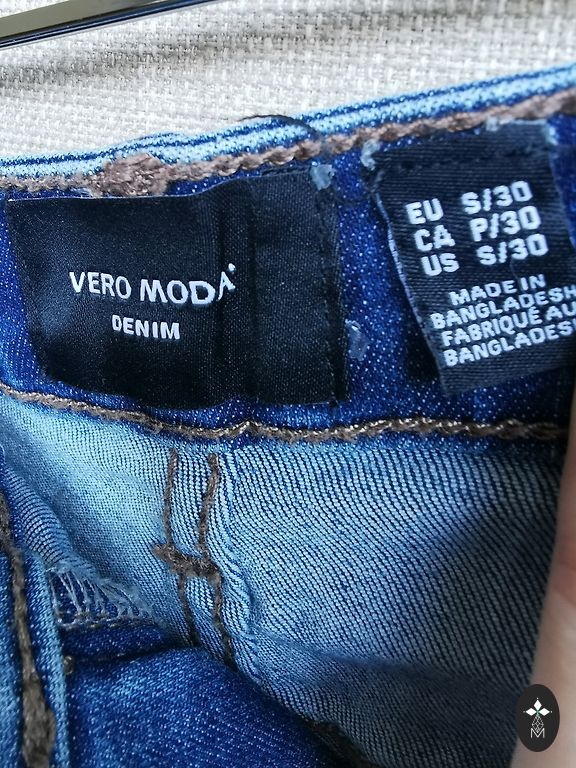 VERO MODA
DENIM
EU S/30
CA P/30
US S/30
MADE IN
BANGLADESH
FABRIQUÉ AU
BANGLADESH